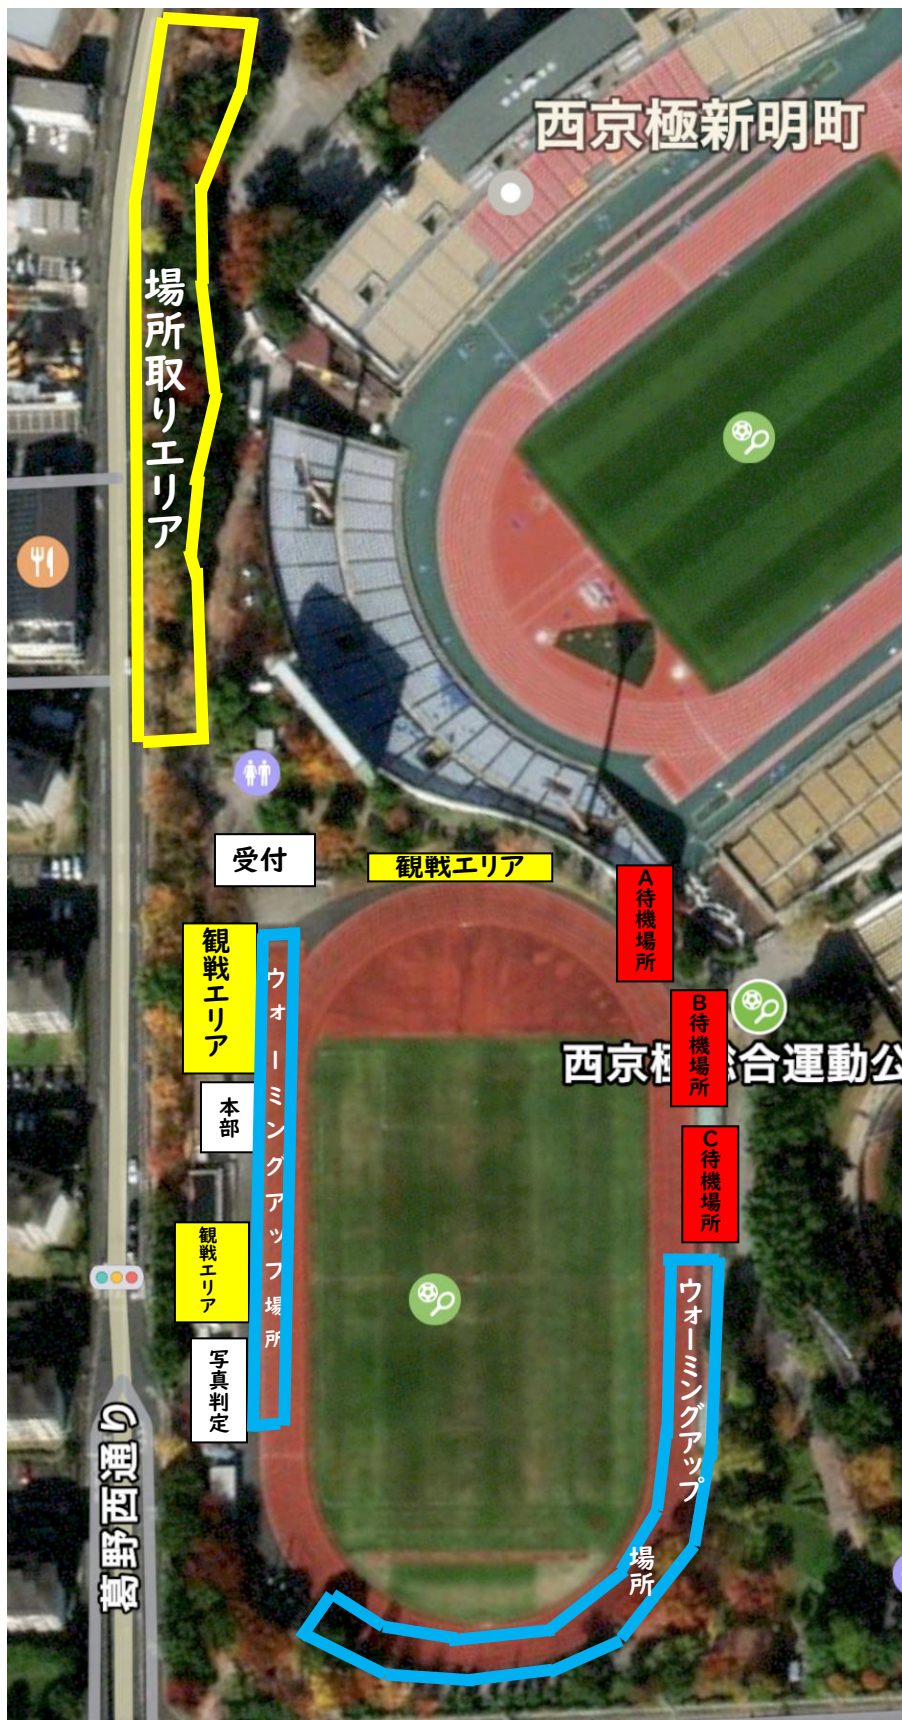 西京極新明町
場所取りエリア
受付
観戦エリア
A待機場所
観戦エリア
ウォーミングアップ場所
B待機場所
西京極総合運動公
本部
C待機場所
観戦エリア
ウォーミングアップ
場所
写真判定
葛野西通り